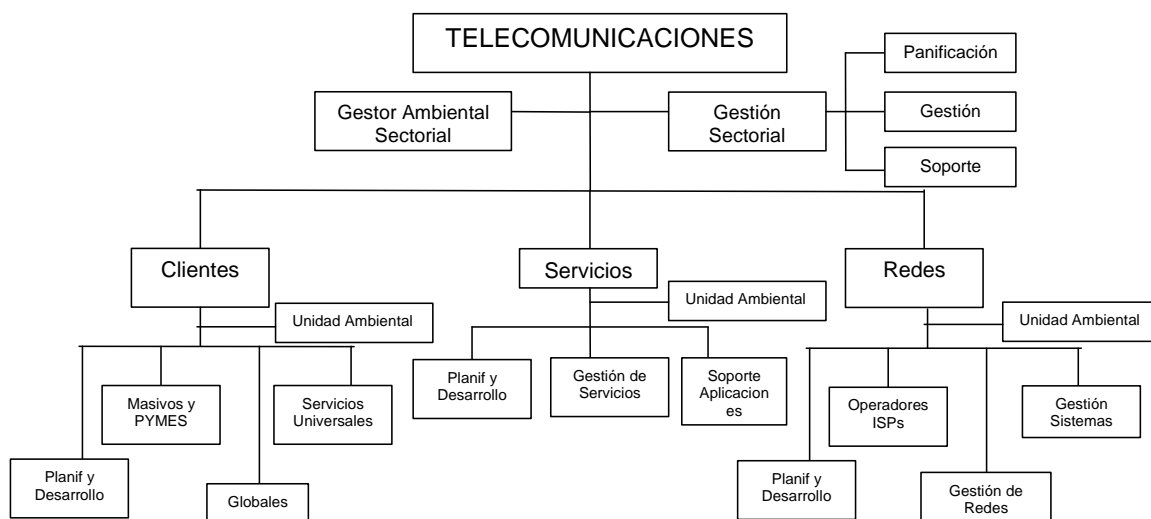 TELECOMUNICACIONES
Panificación
Gestor Ambiental
Sectorial
Gestión
Sectorial
Gestión
Soporte
Clientes
Servicios
Redes
Unidad Ambiental
Unidad Ambiental
Unidad Ambiental
Planif y
Desarrollo
Masivos y
PYMES
Globales
Servicios
Universales
Planif y
Desarrollo
Gestión de
Servicios
Soporte
Aplicacion
es
Planif y
Desarrollo
Operadores
ISPs
Gestión de
Redes
Gestión
Sistemas